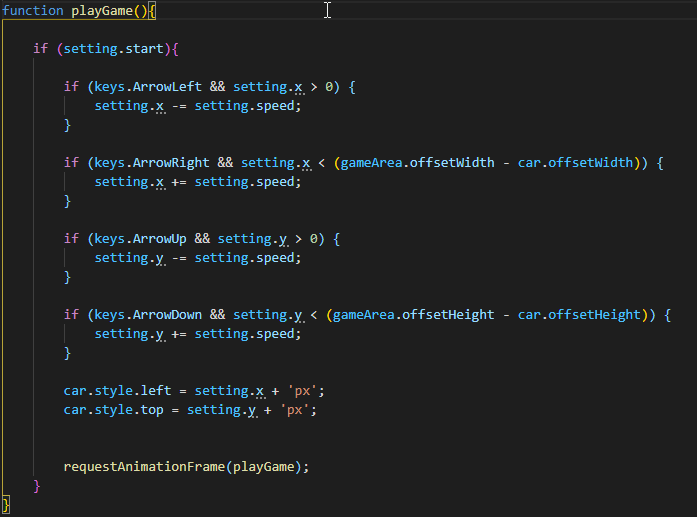 function playGame(){
if (setting.start){
if (keys.ArrowLeft && setting.x > 0) {
setting.x -= setting.speed;
}
if (keys.ArrowRight && setting.x < (gameArea.offsetWidth - car.offsetWidth)) {
setting.x += setting.speed;
}
if (keys.ArrowUp && setting.y > 0) {
setting.y -= setting.speed;
}
if (keys.ArrowDown && setting.y < (gameArea.offsetHeight - car.offsetHeight)) {
setting.y += setting.speed;
}
car.style.left = setting.x + 'px';
car.style.top = setting.y + 'px';
requestAnimationFrame(playGame);
}
}